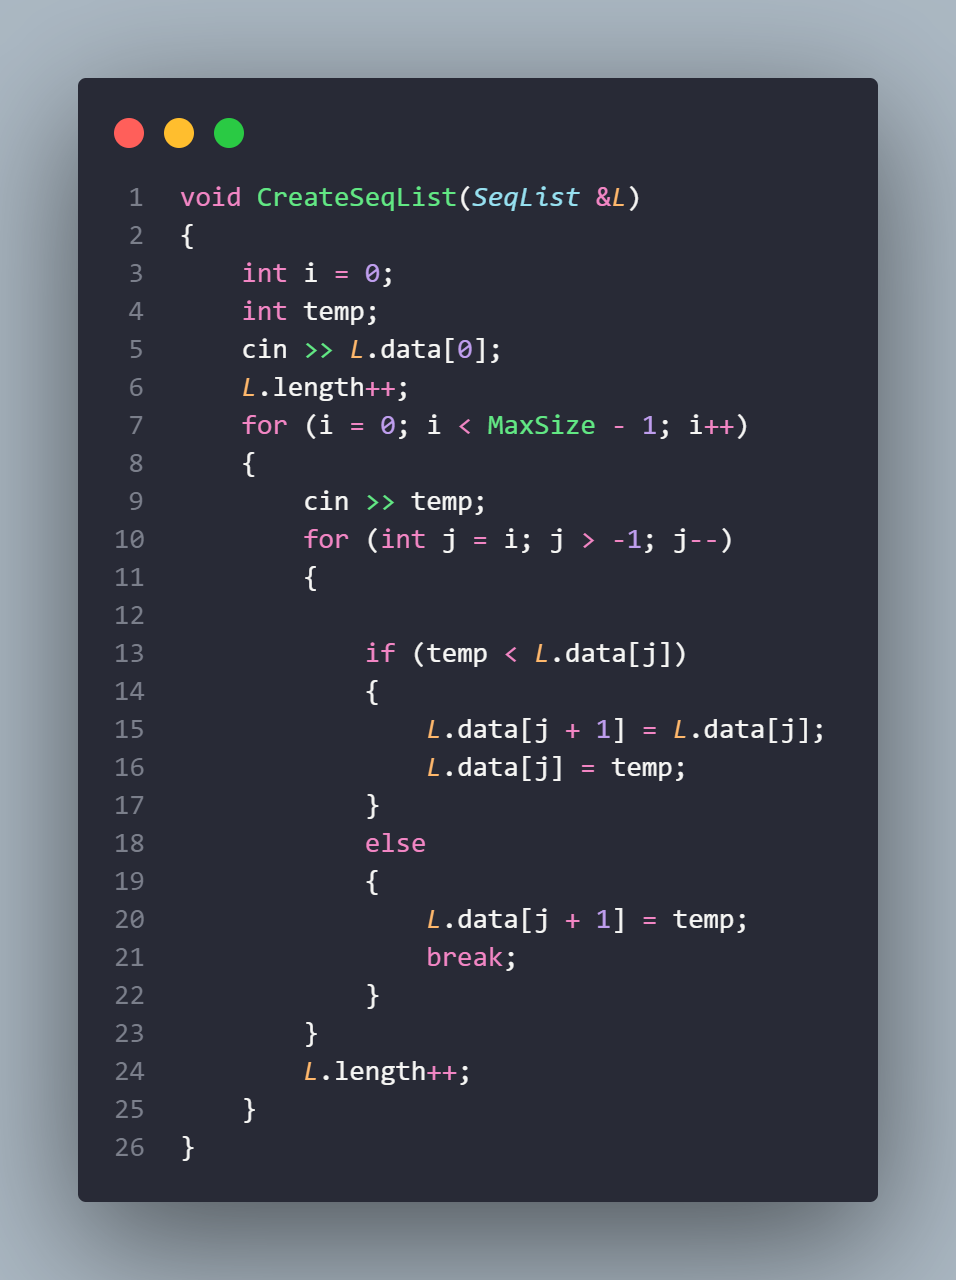 1 void CreateSeqList(SeqList &L)
2 {
3     int i = 0;
4     int temp;
5     cin >> L.data[0];
6     L.length++;
7     for (i = 0; i < MaxSize - 1; i++)
8     {
9         cin >> temp;
10         for (int j = i; j > -1; j--)
11         {
12
13             if (temp < L.data[j])
14             {
15                 L.data[j + 1] = L.data[j];
16                 L.data[j] = temp;
17             }
18             else
19             {
20                 L.data[j + 1] = temp;
21                 break;
22             }
23         }
24         L.length++;
25     }
26 }